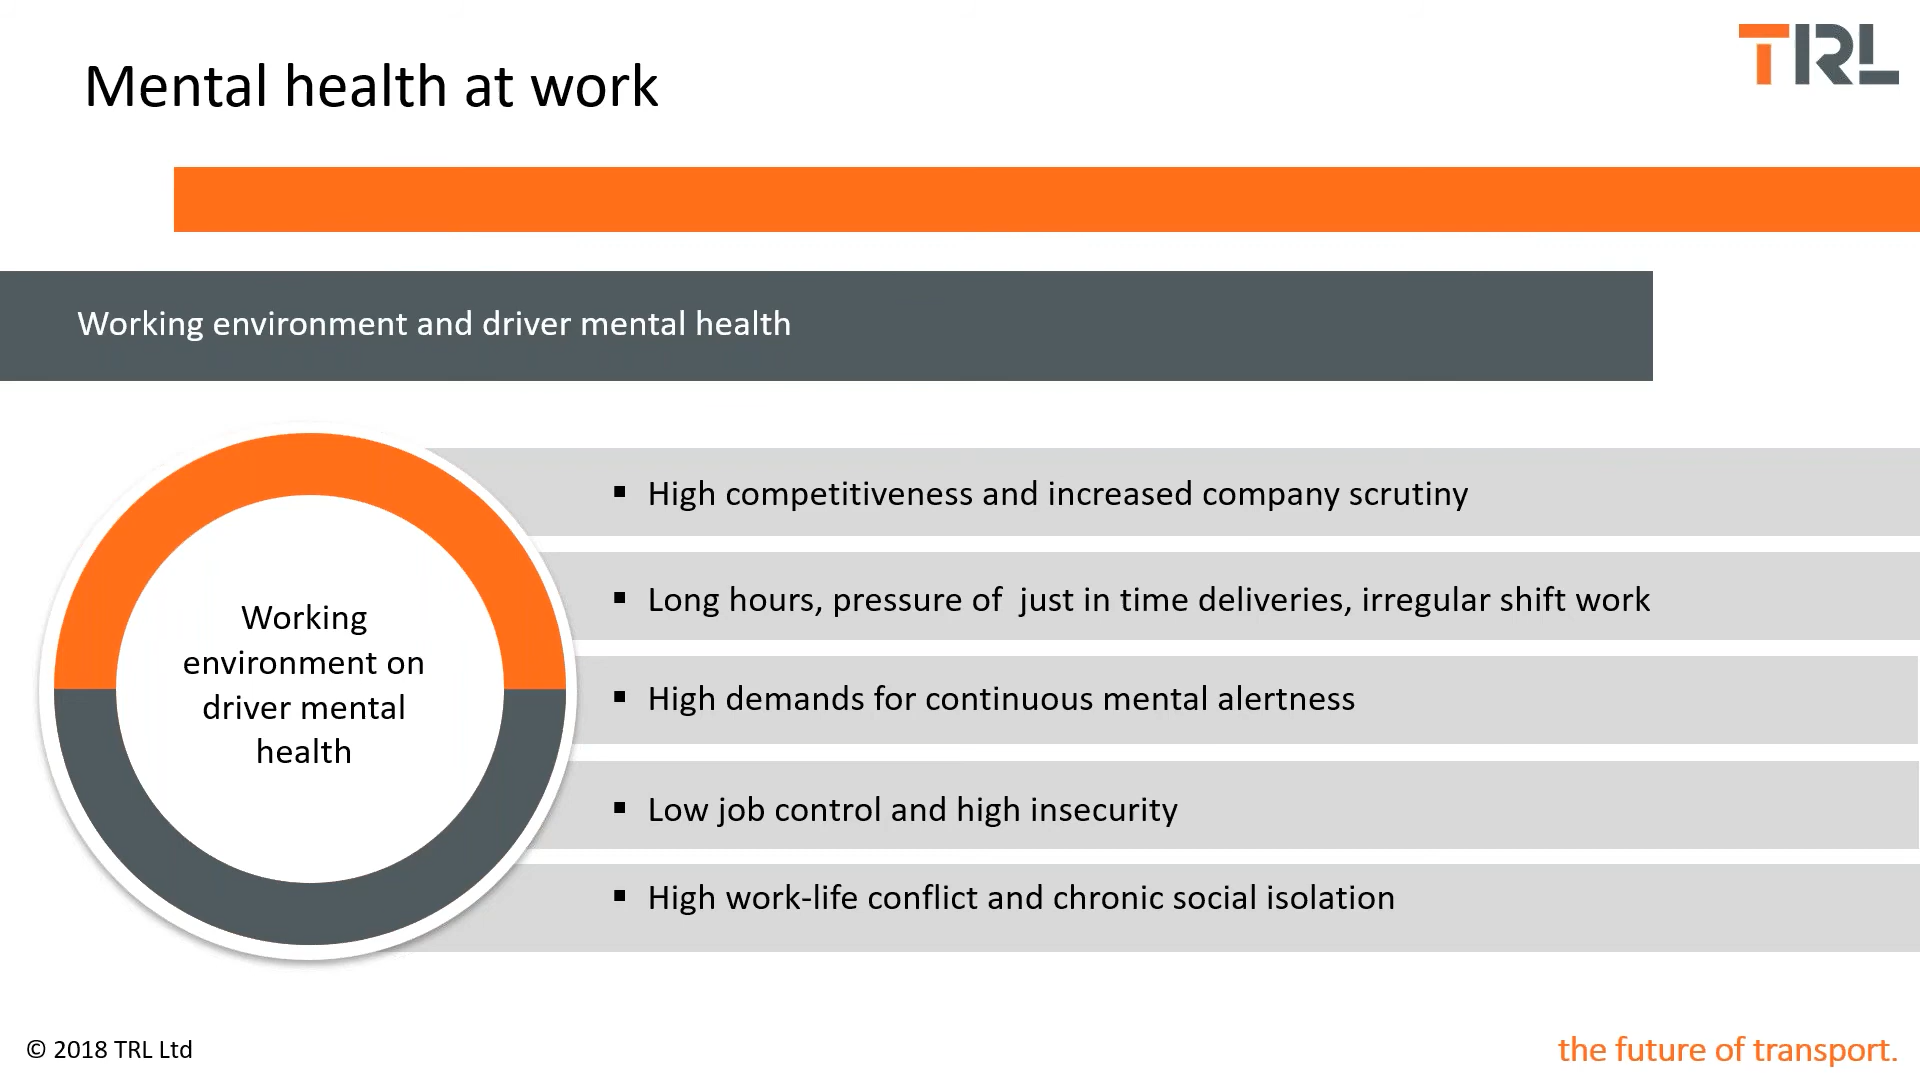 Mental health at work
TRL
Working environment and driver mental health
Working
environment on
driver mental
health
▪ High competitiveness and increased company scrutiny
▪ Long hours, pressure of  just in time deliveries, irregular shift work
▪ High demands for continuous mental alertness
▪ Low job control and high insecurity
▪ High work-life conflict and chronic social isolation
© 2018 TRL Ltd
the future of transport.